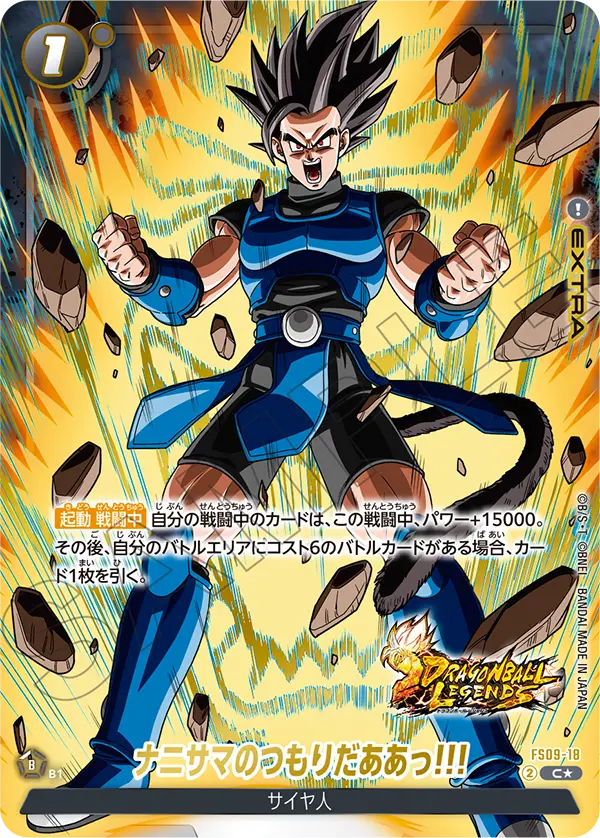 1
! EXTRA
起動 戦闘中 自分の戦闘中のカードは、この戦闘中、パワー+15000。
その後、自分のバトルエリアにコスト6のバトルカードがある場合、カー
ド1枚を引く。
©B/S・T ©BNEI, BANDAI MADE IN JAPAN
DRAGONBALL
LEGENDS
SAMPLE
ナニサマのつもりだああっ!!!
FS09-18
B B1
② C★
サイヤ人